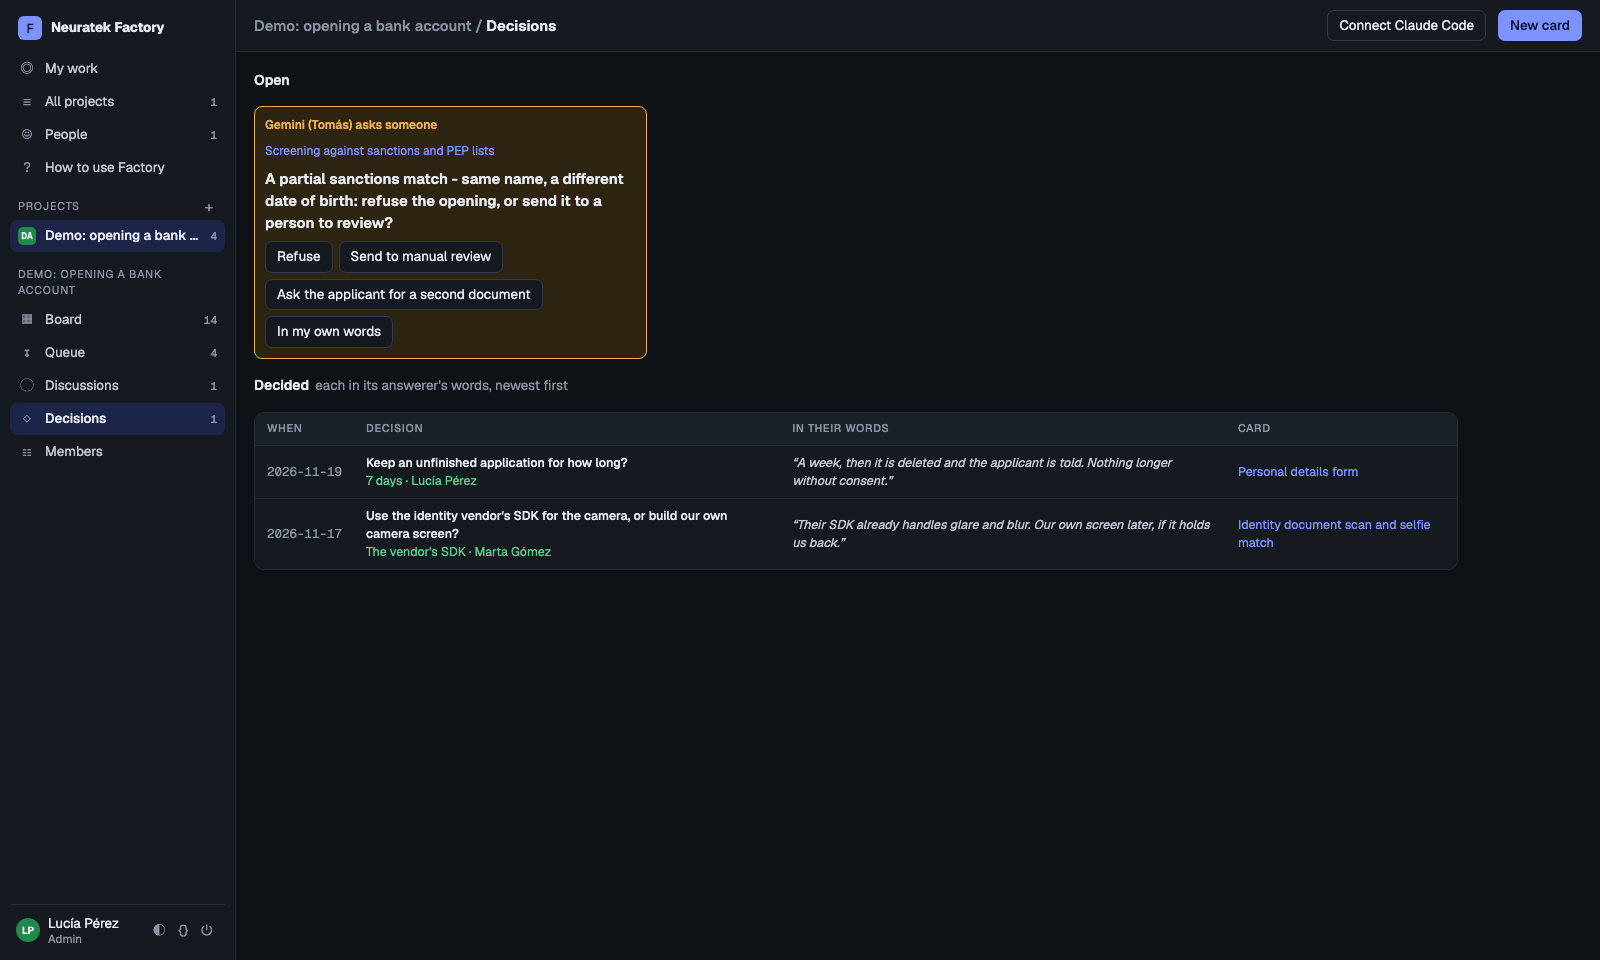 F Neuratek Factory
My work
All projects 1
People 1
? How to use Factory
PROJECTS +
DA Demo: opening a bank ... 4
DEMO: OPENING A BANK
ACCOUNT
Board 14
Queue 4
Discussions 1
Decisions 1
Members
LP Lucía Pérez
Admin
{}
Demo: opening a bank account / Decisions
Connect Claude Code
New card
Open
Gemini (Tomás) asks someone
Screening against sanctions and PEP lists
A partial sanctions match - same name, a different
date of birth: refuse the opening, or send it to a
person to review?
Refuse
Send to manual review
Ask the applicant for a second document
In my own words
Decided each in its answerer's words, newest first
WHEN DECISION IN THEIR WORDS CARD
2026-11-19
Keep an unfinished application for how long?
7 days · Lucía Pérez
“A week, then it is deleted and the applicant is told. Nothing longer
without consent.”
Personal details form
2026-11-17
Use the identity vendor's SDK for the camera, or build our own
camera screen?
The vendor's SDK · Marta Gómez
“Their SDK already handles glare and blur. Our own screen later, if it holds
us back.”
Identity document scan and selfie
match